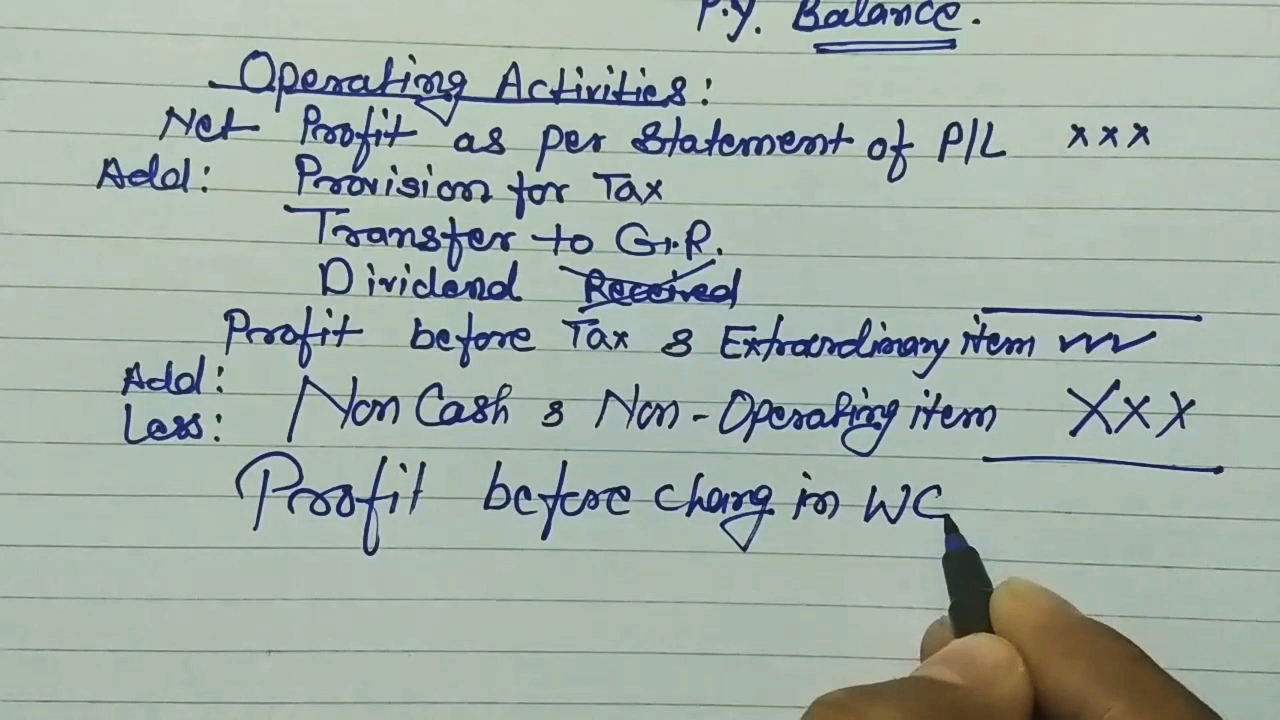 P.Y. Balance.
Operating Activities:
Net Profit as per Statement of P/L xxx
Add: Provision for Tax
Transfer to G.R.
Dividend Received
Profit before Tax & Extraordinary item
Add:
Less: Non Cash & Non-Operating item xxx
Profit before chang in WC